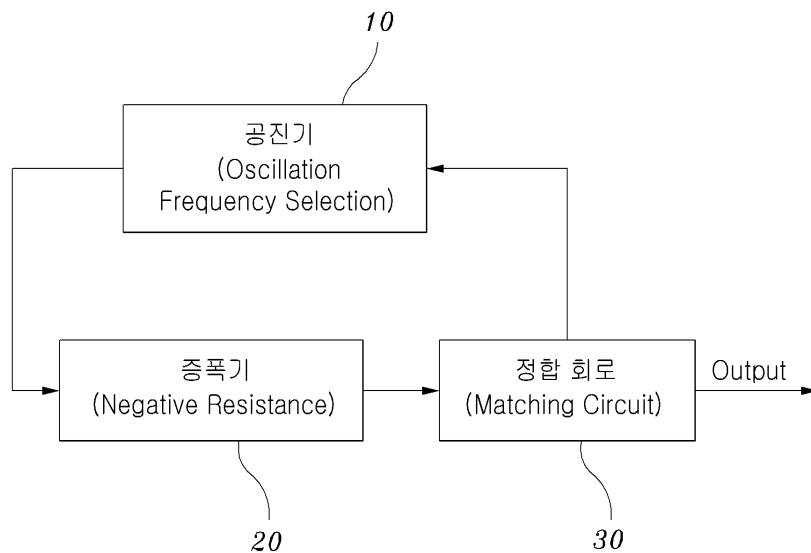 10
공진기
(Oscillation
Frequency Selection)
증폭기
(Negative Resistance)
정합 회로
(Matching Circuit)
Output
20
30